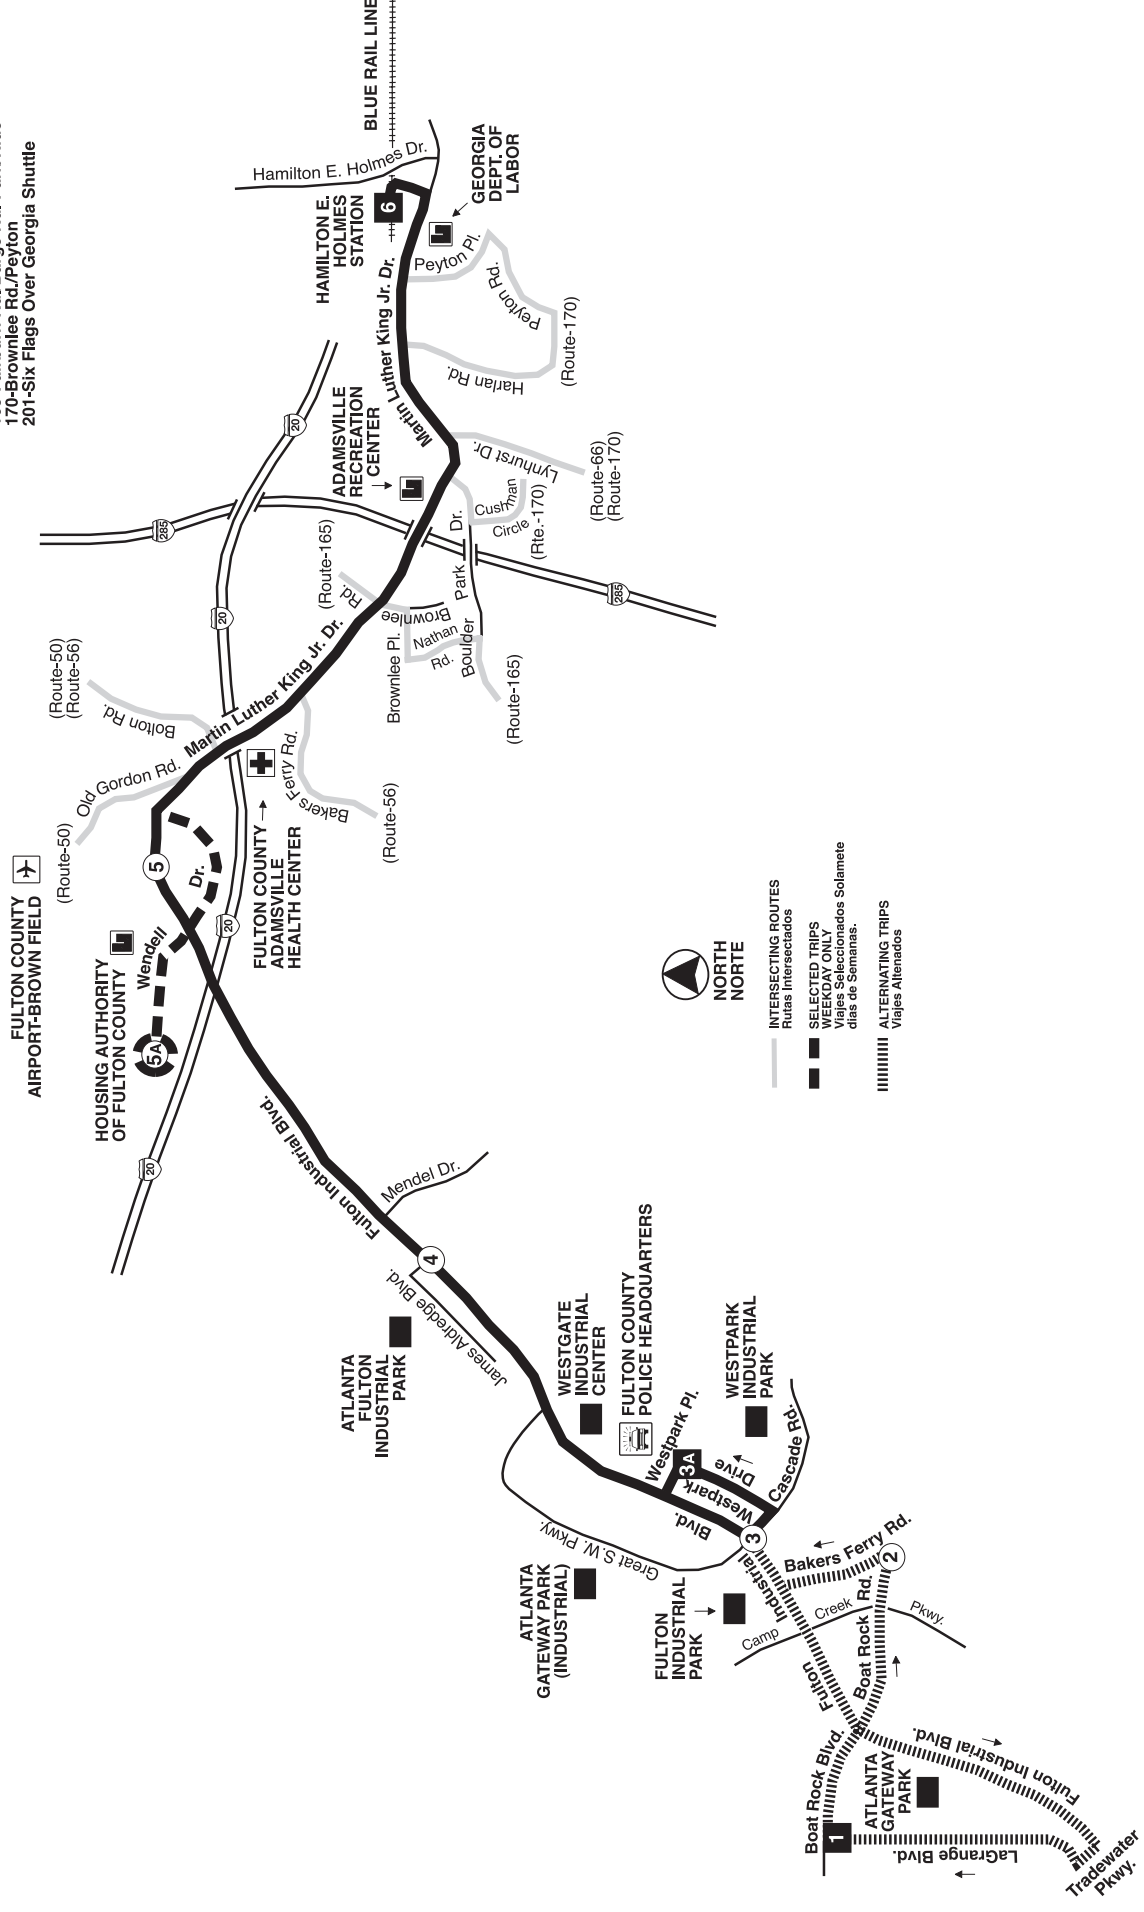 170-Brownlee Rd./Peyton
201-Six Flags Over Georgia Shuttle
BLUE RAIL LINE
Hamilton E. Holmes Dr.
HAMILTON E.
HOLMES
STATION
6
GEORGIA
DEPT. OF
LABOR
Peyton Pl.
Peyton Rd.
Harlan Rd.
(Route-170)
Martin Luther King Jr. Dr.
ADAMSVILLE
RECREATION
CENTER
Lynhurst Dr.
(Route-66)
(Route-170)
Cushman
Circle
(Rte.-170)
20
285
285
20
Park Dr.
Boulder
(Route-165)
Rd.
Brownlee
Brownlee Pl.
Nathan
Rd.
(Route-165)
(Route-50)
(Route-56)
Bolton Rd.
Martin Luther King Jr. Dr.
Old Gordon Rd.
(Route-50)
Bakers Ferry Rd.
(Route-56)
FULTON COUNTY
ADAMSVILLE
HEALTH CENTER
FULTON COUNTY
AIRPORT-BROWN FIELD
5
Wendell
Dr.
20
HOUSING AUTHORITY
OF FULTON COUNTY
5A
20
Fulton Industrial Blvd.
Mendel Dr.
4
James Aldredge Blvd.
ATLANTA
FULTON
INDUSTRIAL
PARK
WESTGATE
INDUSTRIAL
CENTER
FULTON COUNTY
POLICE HEADQUARTERS
WESTPARK
INDUSTRIAL
PARK
Westpark Pl.
3A
Westpark
Drive
Cascade Rd.
Blvd.
3
Great S.W. Pkwy.
ATLANTA
GATEWAY PARK
(INDUSTRIAL)
FULTON
INDUSTRIAL
PARK
Industrial
Fulton
Bakers Ferry Rd.
2
Camp
Creek
Pkwy.
Boat Rock Rd.
Boat Rock Blvd.
ATLANTA
GATEWAY
PARK
Fulton Industrial Blvd.
1
LaGrange Blvd.
Tradewater
Pkwy.
NORTH
NORTE
INTERSECTING ROUTES
Rutas Intersectados
SELECTED TRIPS
WEEKDAY ONLY
Viajes Seleccionados Solamete
dias de Semanas.
ALTERNATING TRIPS
Viajes Altenados